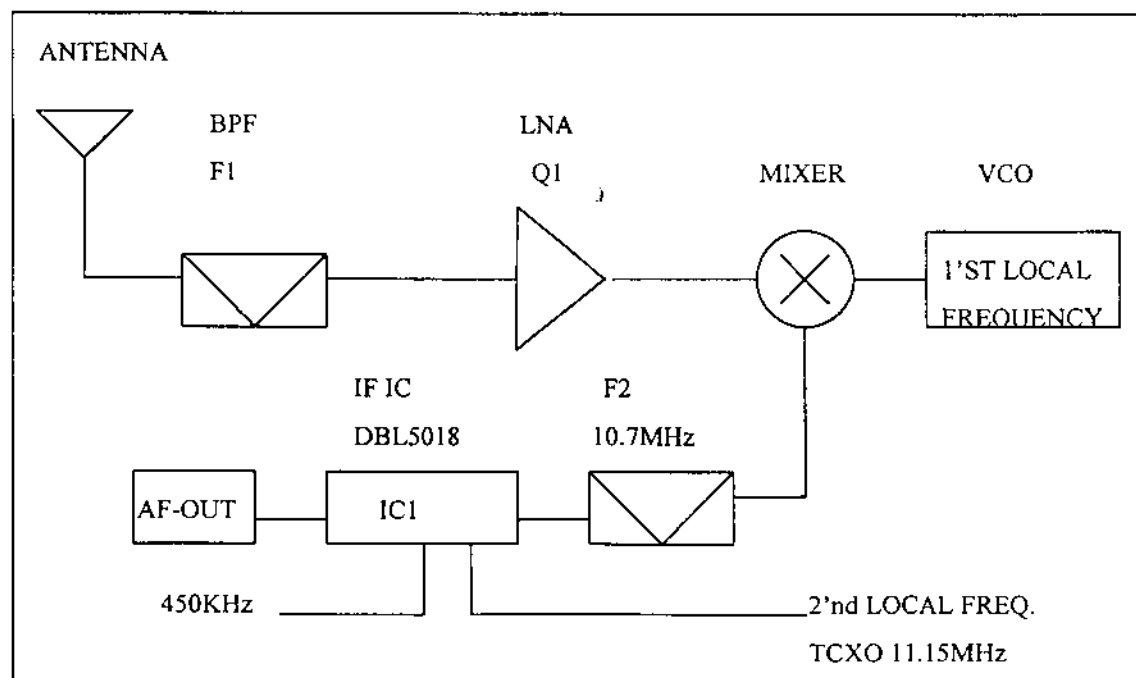 ANTENNA
BPF
F1
LNA
Q1
MIXER
VCO
1'ST LOCAL
FREQUENCY
IF IC
DBL5018
F2
10.7MHz
AF-OUT
IC1
450KHz
2'nd LOCAL FREQ.
TCXO 11.15MHz